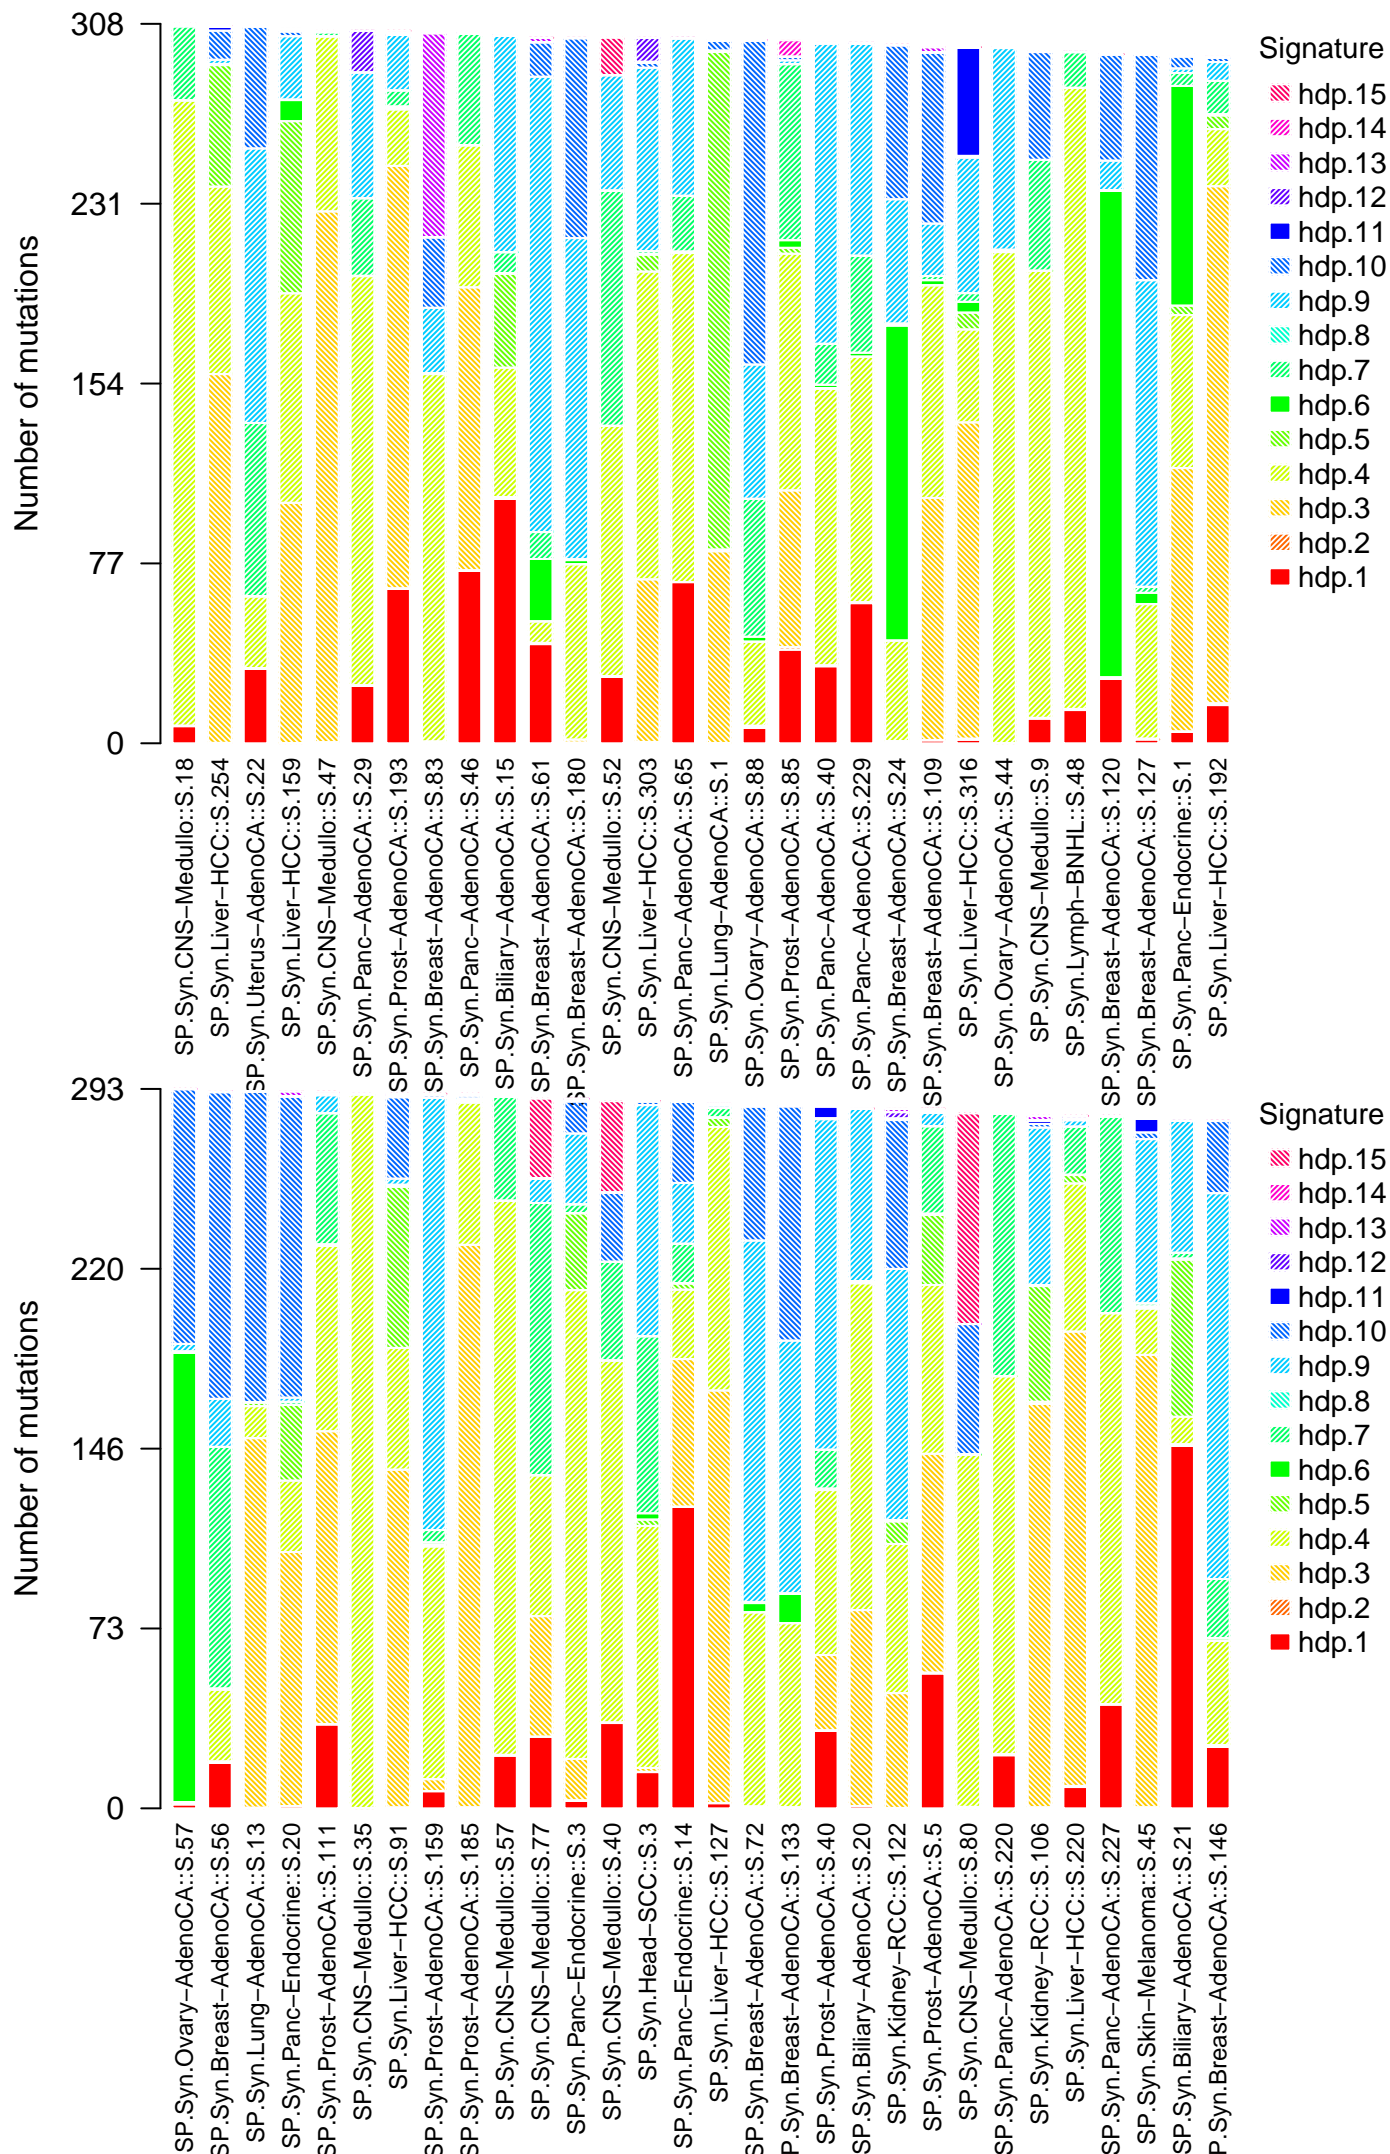 Number of mutations
308
231
154
77
0
Signature
hdp.15
hdp.14
hdp.13
hdp.12
hdp.11
hdp.10
hdp.9
hdp.8
hdp.7
hdp.6
hdp.5
hdp.4
hdp.3
hdp.2
hdp.1
SP.Syn.CNS−Medullo::S.18
SP.Syn.Liver−HCC::S.254
SP.Syn.Uterus−AdenoCA::S.22
SP.Syn.Liver−HCC::S.159
SP.Syn.CNS−Medullo::S.47
SP.Syn.Panc−AdenoCA::S.29
SP.Syn.Prost−AdenoCA::S.193
SP.Syn.Breast−AdenoCA::S.83
SP.Syn.Panc−AdenoCA::S.46
SP.Syn.Biliary−AdenoCA::S.15
SP.Syn.Breast−AdenoCA::S.61
SP.Syn.Breast−AdenoCA::S.180
SP.Syn.CNS−Medullo::S.52
SP.Syn.Liver−HCC::S.303
SP.Syn.Panc−AdenoCA::S.65
SP.Syn.Lung−AdenoCA::S.1
SP.Syn.Ovary−AdenoCA::S.88
SP.Syn.Prost−AdenoCA::S.85
SP.Syn.Panc−AdenoCA::S.40
SP.Syn.Panc−AdenoCA::S.229
SP.Syn.Breast−AdenoCA::S.24
SP.Syn.Breast−AdenoCA::S.109
SP.Syn.Liver−HCC::S.316
SP.Syn.Ovary−AdenoCA::S.44
SP.Syn.CNS−Medullo::S.9
SP.Syn.Lymph−BNHL::S.48
SP.Syn.Breast−AdenoCA::S.120
SP.Syn.Breast−AdenoCA::S.127
SP.Syn.Panc−Endocrine::S.1
SP.Syn.Liver−HCC::S.192
Number of mutations
293
220
146
73
0
Signature
hdp.15
hdp.14
hdp.13
hdp.12
hdp.11
hdp.10
hdp.9
hdp.8
hdp.7
hdp.6
hdp.5
hdp.4
hdp.3
hdp.2
hdp.1
SP.Syn.Ovary−AdenoCA::S.57
SP.Syn.Breast−AdenoCA::S.56
SP.Syn.Lung−AdenoCA::S.13
SP.Syn.Panc−Endocrine::S.20
SP.Syn.Prost−AdenoCA::S.111
SP.Syn.CNS−Medullo::S.35
SP.Syn.Liver−HCC::S.91
SP.Syn.Prost−AdenoCA::S.159
SP.Syn.Prost−AdenoCA::S.185
SP.Syn.CNS−Medullo::S.57
SP.Syn.CNS−Medullo::S.77
SP.Syn.Panc−Endocrine::S.3
SP.Syn.CNS−Medullo::S.40
SP.Syn.Head−SCC::S.3
SP.Syn.Panc−Endocrine::S.14
SP.Syn.Liver−HCC::S.127
SP.Syn.Breast−AdenoCA::S.72
P.Syn.Breast−AdenoCA::S.133
SP.Syn.Prost−AdenoCA::S.40
SP.Syn.Biliary−AdenoCA::S.20
SP.Syn.Kidney−RCC::S.122
SP.Syn.Prost−AdenoCA::S.5
SP.Syn.CNS−Medullo::S.80
SP.Syn.Panc−AdenoCA::S.220
SP.Syn.Kidney−RCC::S.106
SP.Syn.Liver−HCC::S.220
SP.Syn.Panc−AdenoCA::S.227
SP.Syn.Skin−Melanoma::S.45
SP.Syn.Biliary−AdenoCA::S.21
P.Syn.Breast−AdenoCA::S.146